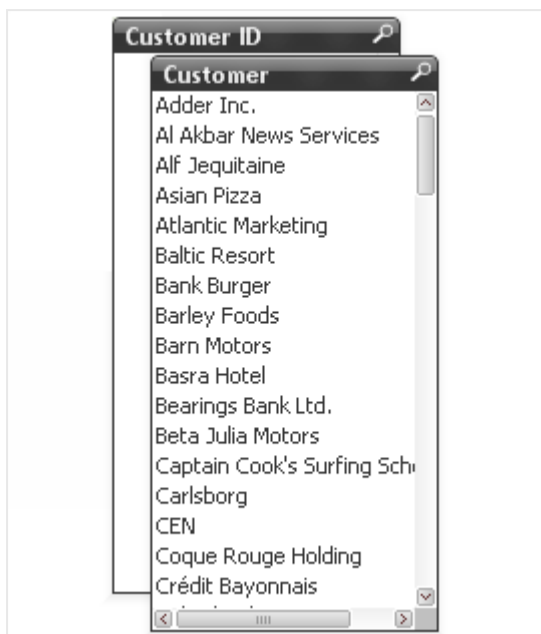 Customer ID
Customer
Adder Inc.
Al Akbar News Services
Alf Jequitaine
Asian Pizza
Atlantic Marketing
Baltic Resort
Bank Burger
Barley Foods
Barn Motors
Basra Hotel
Bearings Bank Ltd.
Beta Julia Motors
Captain Cook's Surfing
Carlsborg
CEN
Coque Rouge Holding
Crédit Bayonnais